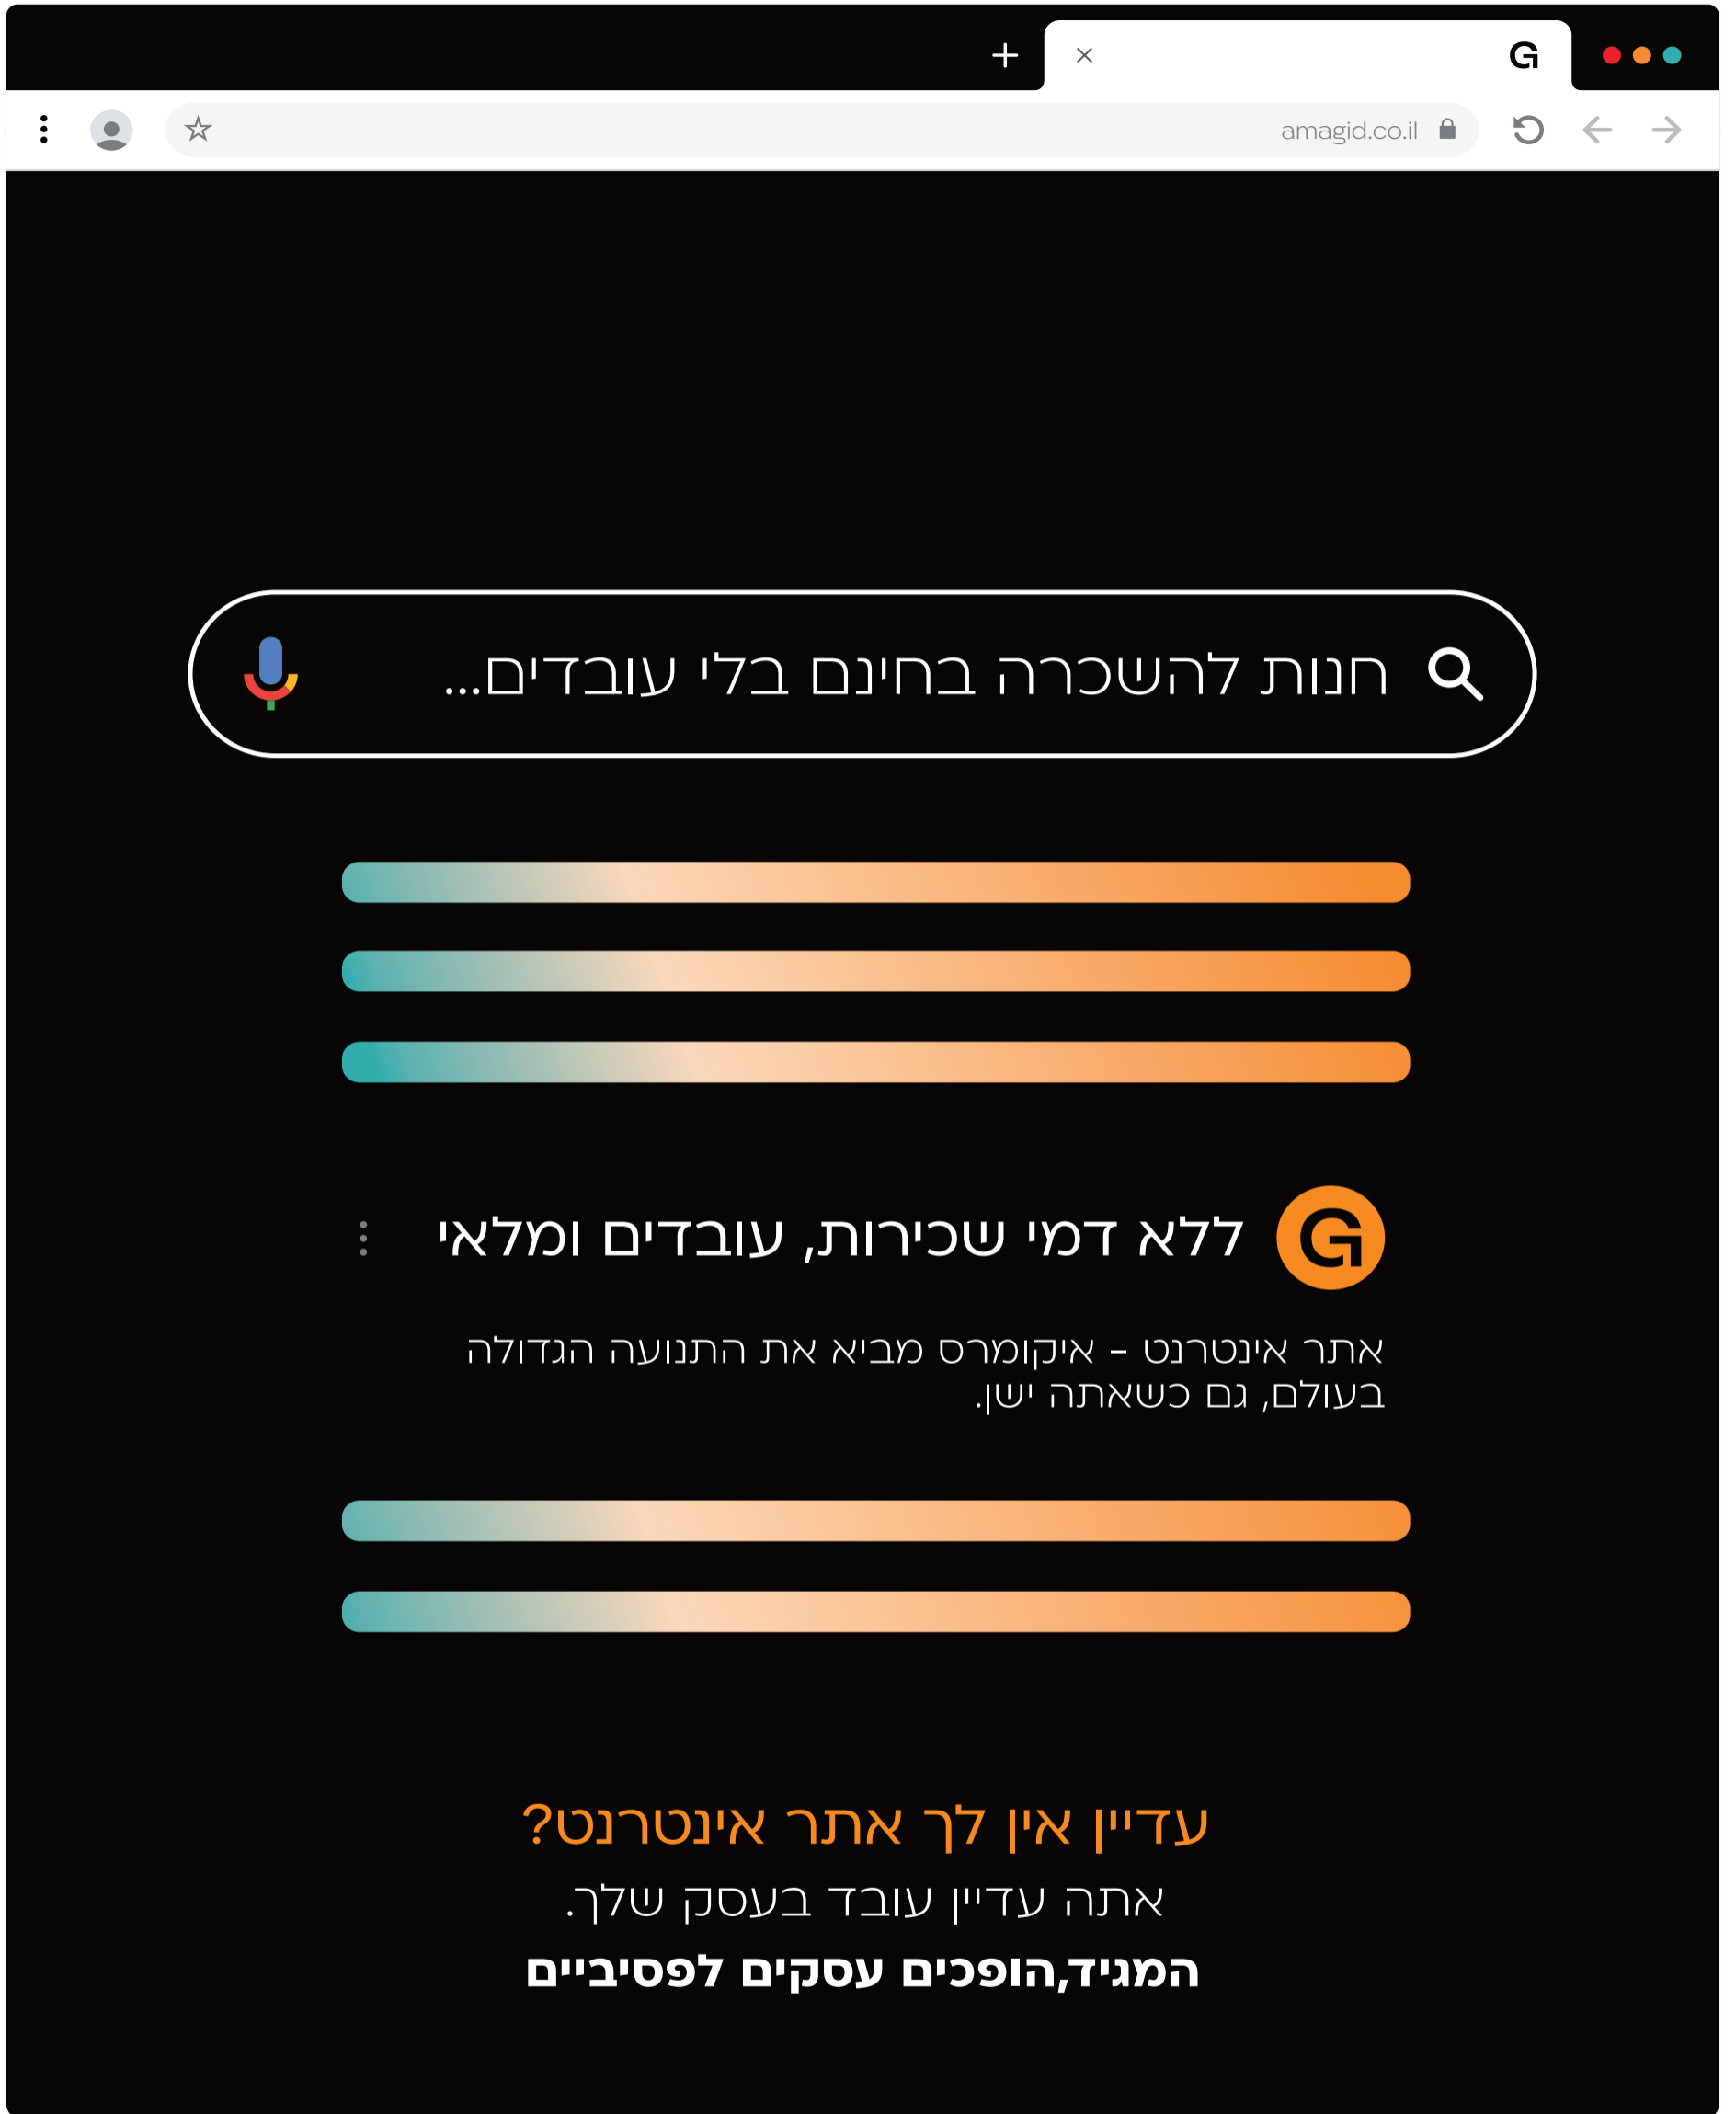 G
amagid.co.il
חנות להשכרה בחינם בלי עובדים...
G
ללא דמי שכירות, עובדים ומלאי
אתר אינטרנט - איקומרס מביא את התנועה הגדולה
בעולם, גם כשאתה ישן.
עדיין אין לך אתר אינטרנט?
אתה עדיין עובד בעסק שלך.
המגיד,הופכים עסקים לפסיביים